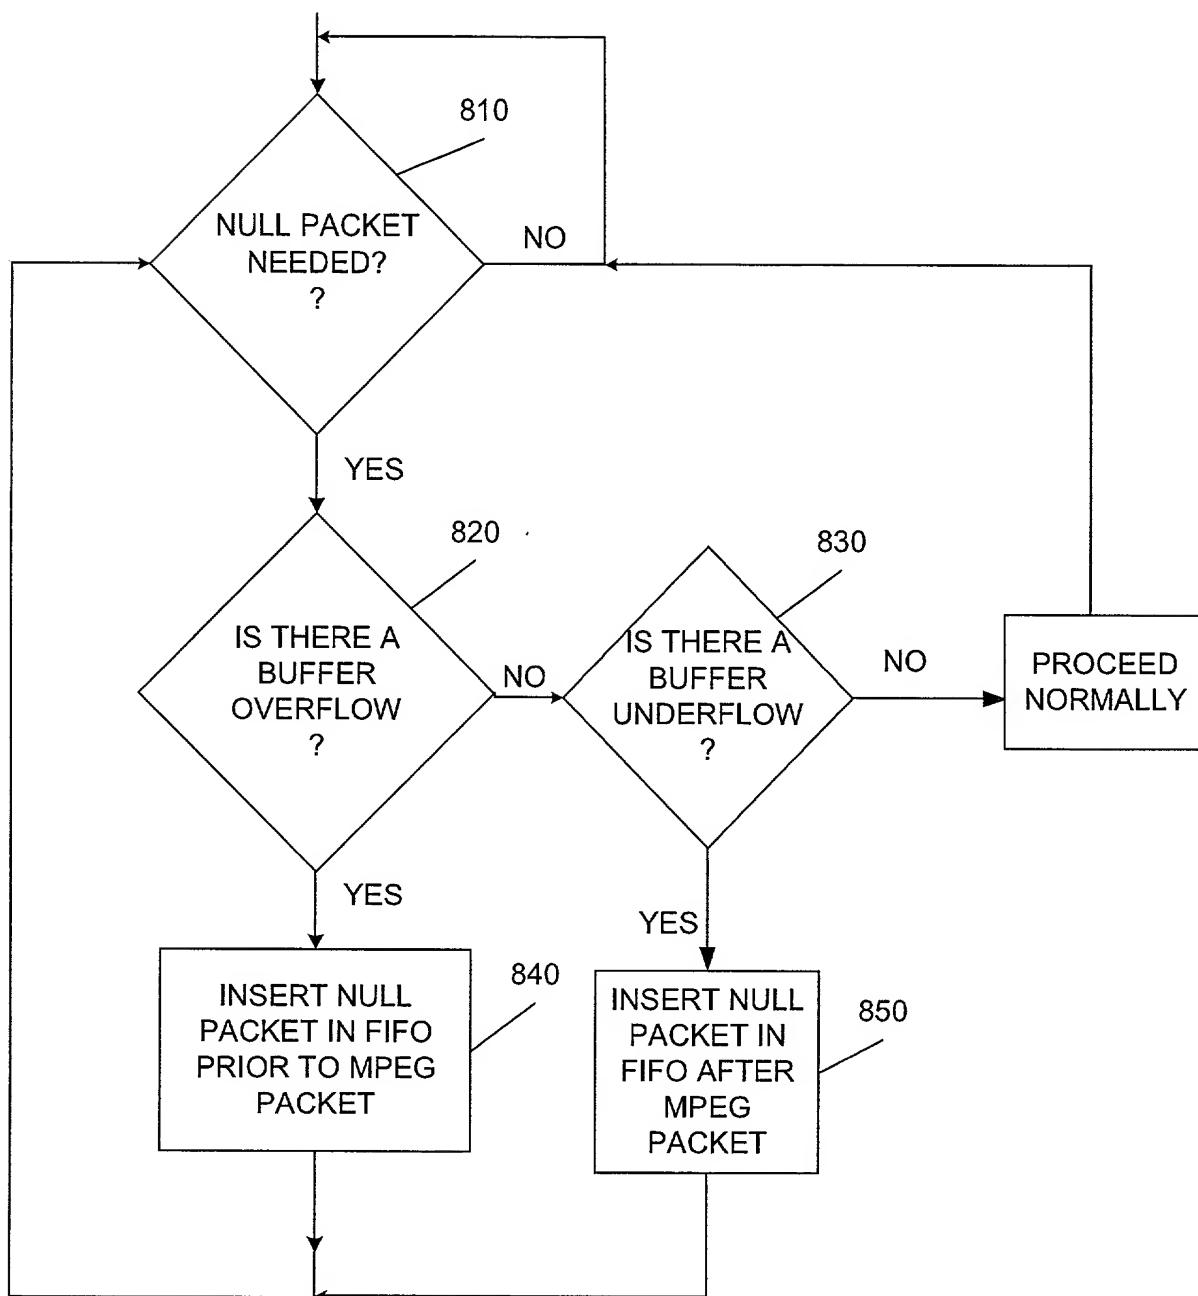 810
NULL PACKET
NEEDED?
?
NO
YES
820
IS THERE A
BUFFER
OVERFLOW
?
NO
830
IS THERE A
BUFFER
UNDERFLOW
?
NO
PROCEED
NORMALLY
YES
YES
840
INSERT NULL
PACKET IN FIFO
PRIOR TO MPEG
PACKET
850
INSERT NULL
PACKET IN
FIFO AFTER
MPEG
PACKET